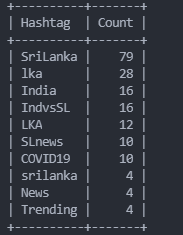 +----------+-------+
| Hashtag  | Count |
+----------+-------+
| SriLanka |    79 |
| lka      |    28 |
| India    |    16 |
| IndvsSL  |    16 |
| LKA      |    12 |
| SLnews   |    10 |
| COVID19  |    10 |
| srilanka |     4 |
| News     |     4 |
| Trending |     4 |
+----------+-------+